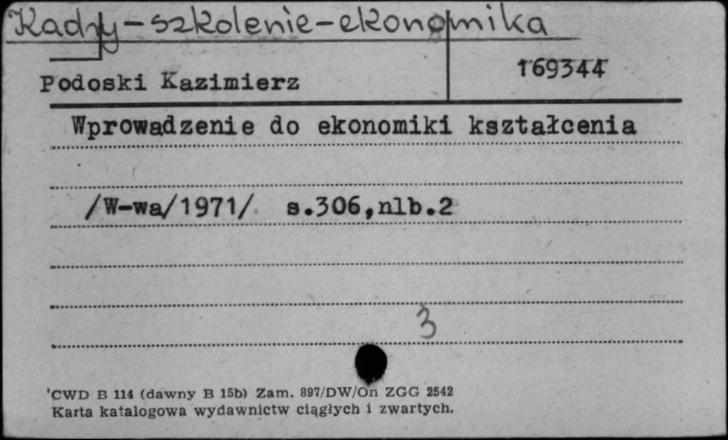 Kadry-szkolenie-ekonomika
Podoski Kazimierz
169344
Wprowadzenie do ekonomiki kształcenia
/W-wa/1971/ s.306,nlb.2
3
CWD B 114 (dawny B 15b) Zam. 897/DW/On ZGG 2542
Karta katalogowa wydawnictw ciągłych i zwartych.